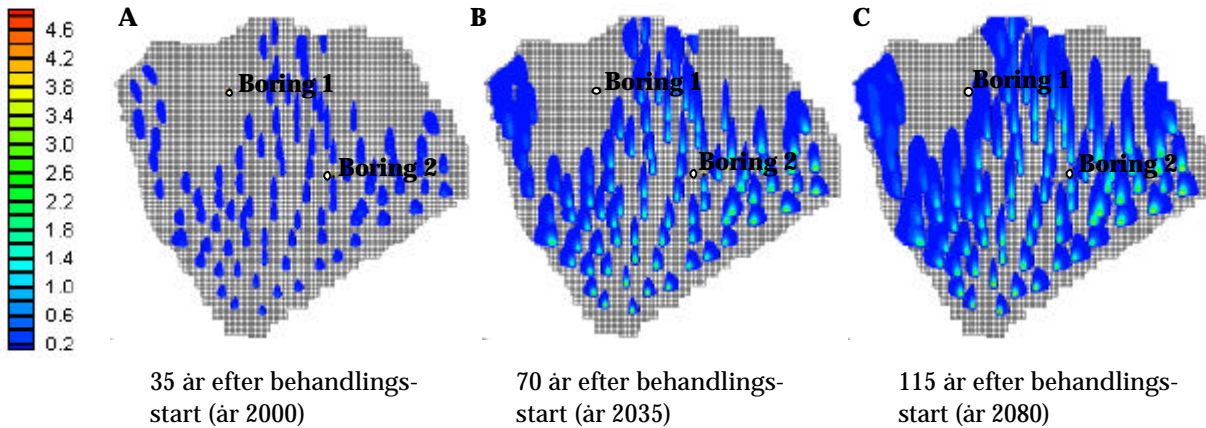 A
B
C
4.6
4.2
3.8
3.4
3.0
2.6
2.2
1.8
1.4
1.0
0.6
0.2
Boring 1
Boring 2
Boring 1
Boring 2
Boring 1
Boring 2
35 år efter behandlings-
start (år 2000)
70 år efter behandlings-
start (år 2035)
115 år efter behandlings-
start (år 2080)